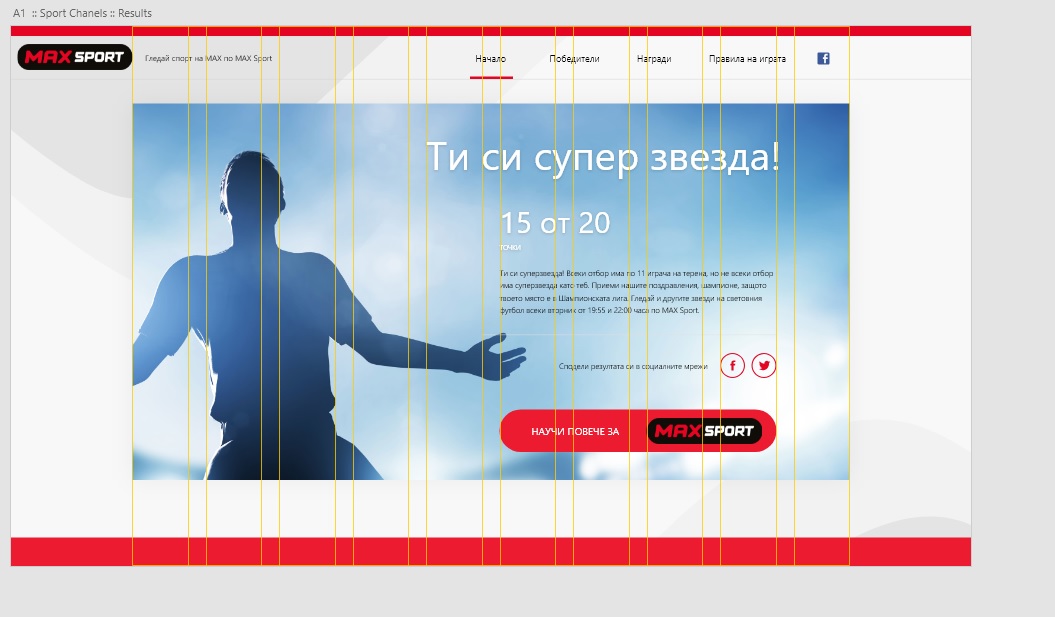 A1 :: Sport Chanels :: Results
MAX SPORT
Гледай спорт на MAX по MAX Sport
Начало
Победители
Награди
Правила на играта
Ти си супер звезда!
15 от 20
точки
Ти си суперзвезда! Всеки отбор има по 11 играча на терена, но не всеки отбор
има суперзвезда като теб. Приеми нашите поздравления, шампионе, защото
твоето място е в Шампионската лига. Гледай и другите звезди на световния
футбол всеки вторник от 19:55 и 22:00 часа по MAX Sport.
Сподели резултата си в социалните мрежи
НАУЧИ ПОВЕЧЕ ЗА MAX SPORT